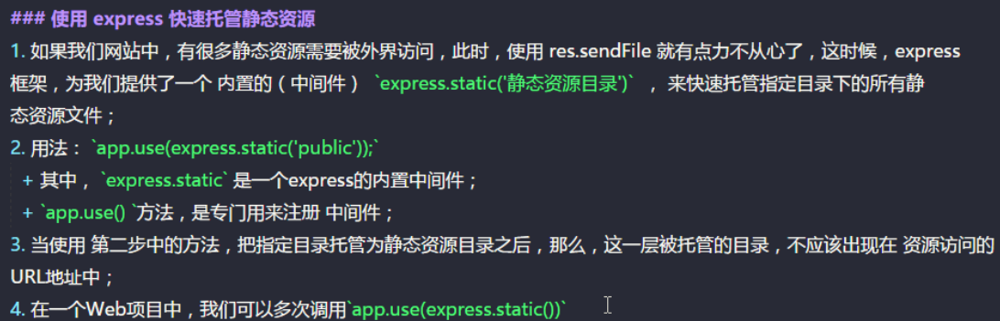 ### 使用 express 快速托管静态资源
1. 如果我们网站中，有很多静态资源需要被外界访问，此时，使用 res.sendFile 就有点力不从心了，这时候，express
框架，为我们提供了一个 内置的（中间件） `express.static('静态资源目录')` ，来快速托管指定目录下的所有静
态资源文件；
2. 用法： `app.use(express.static('public'));`
+ 其中， `express.static` 是一个express的内置中间件；
+ `app.use() `方法，是专门用来注册 中间件；
3. 当使用 第二步中的方法，把指定目录托管为静态资源目录之后，那么，这一层被托管的目录，不应该出现在 资源访问的
URL地址中；
4. 在一个Web项目中，我们可以多次调用`app.use(express.static())`